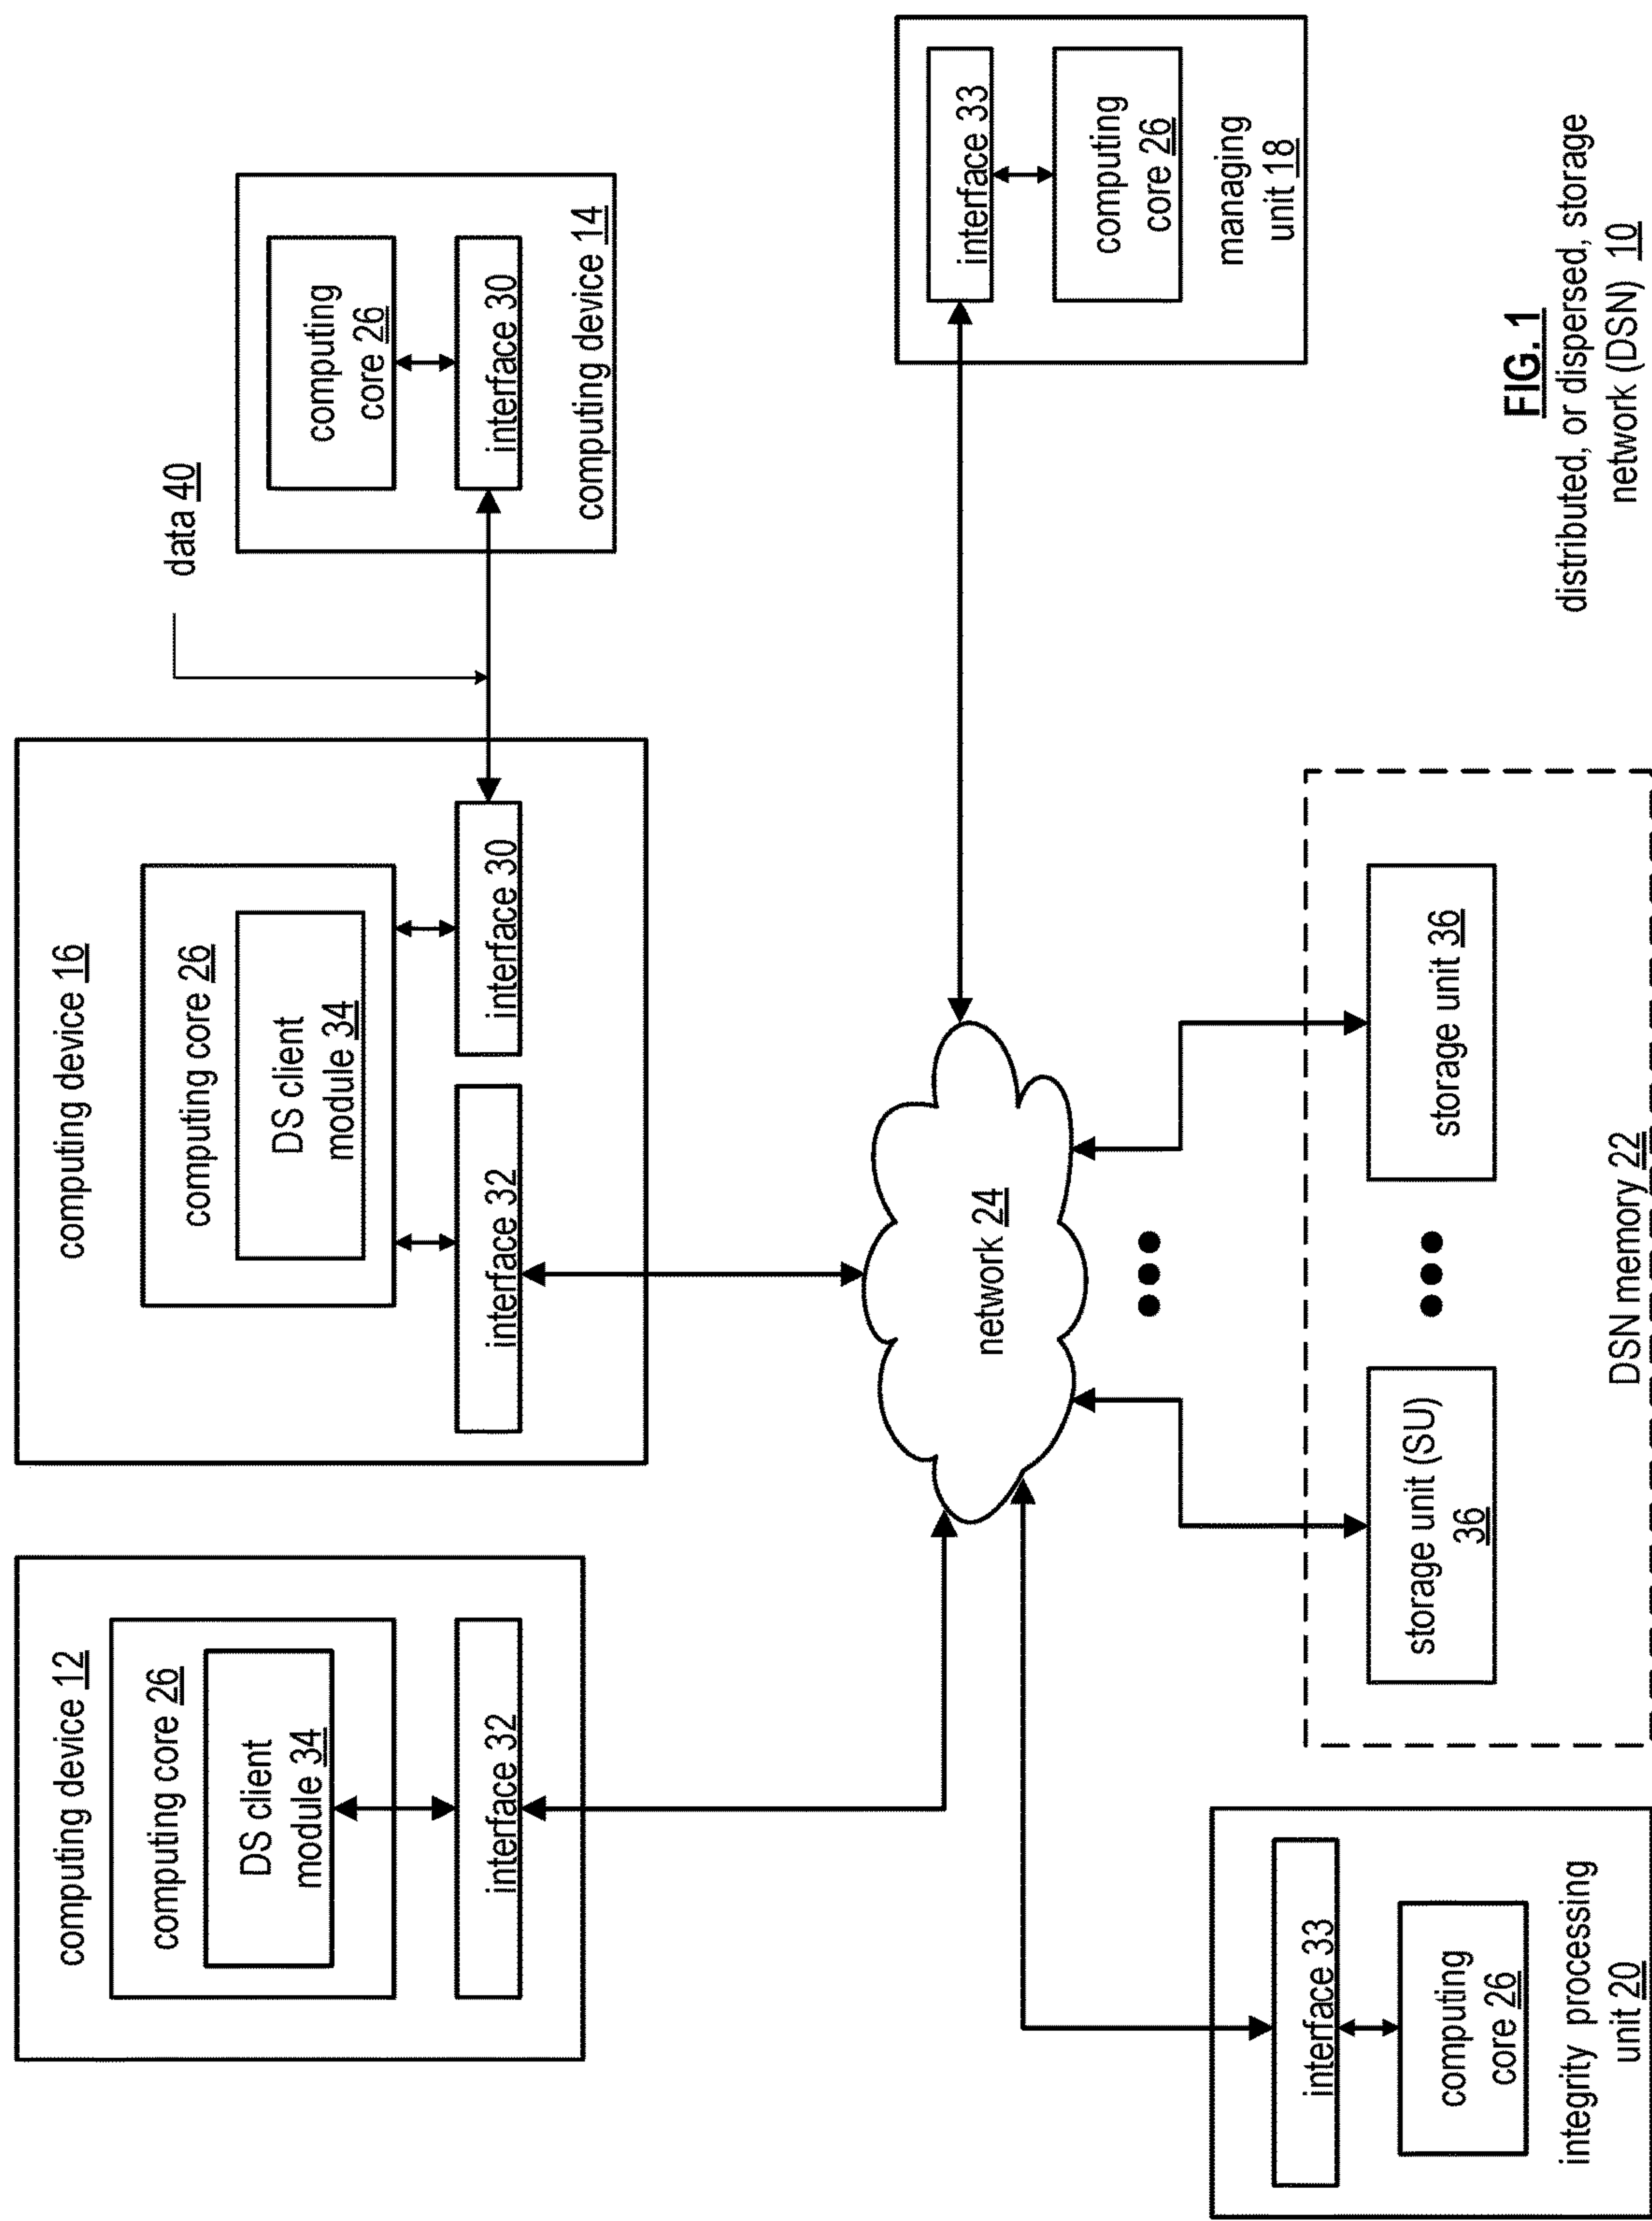 computing device 12
computing core 26
DS client
module 34
interface 32
computing device 16
computing core 26
DS client
module 34
interface 32
interface 30
data 40
computing
core 26
interface 30
computing device 14
network 24
interface 33
computing
core 26
managing
unit 18
interface 33
computing
core 26
integrity processing
unit 20
storage unit (SU)
36
storage unit 36
DSN memory 22
FIG. 1
distributed, or dispersed, storage
network (DSN) 10